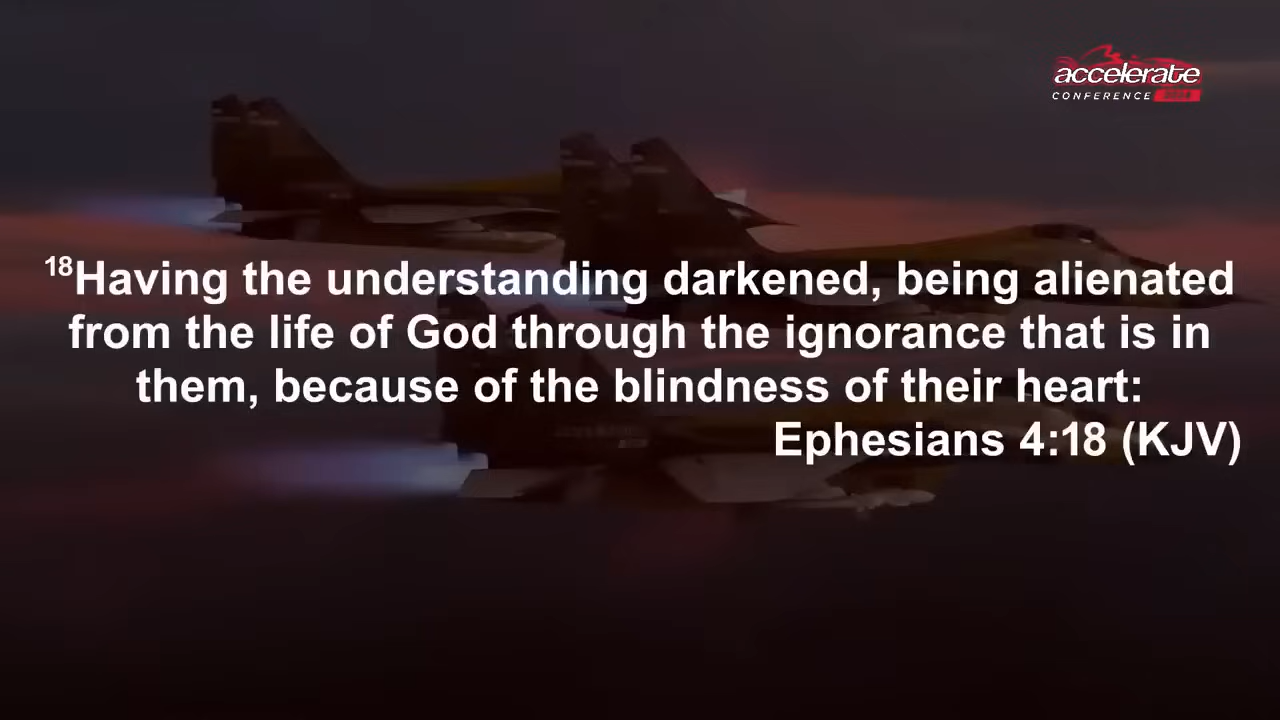 accelerate
CONFERENCE
¹⁸Having the understanding darkened, being alienated
from the life of God through the ignorance that is in
them, because of the blindness of their heart:
Ephesians 4:18 (KJV)